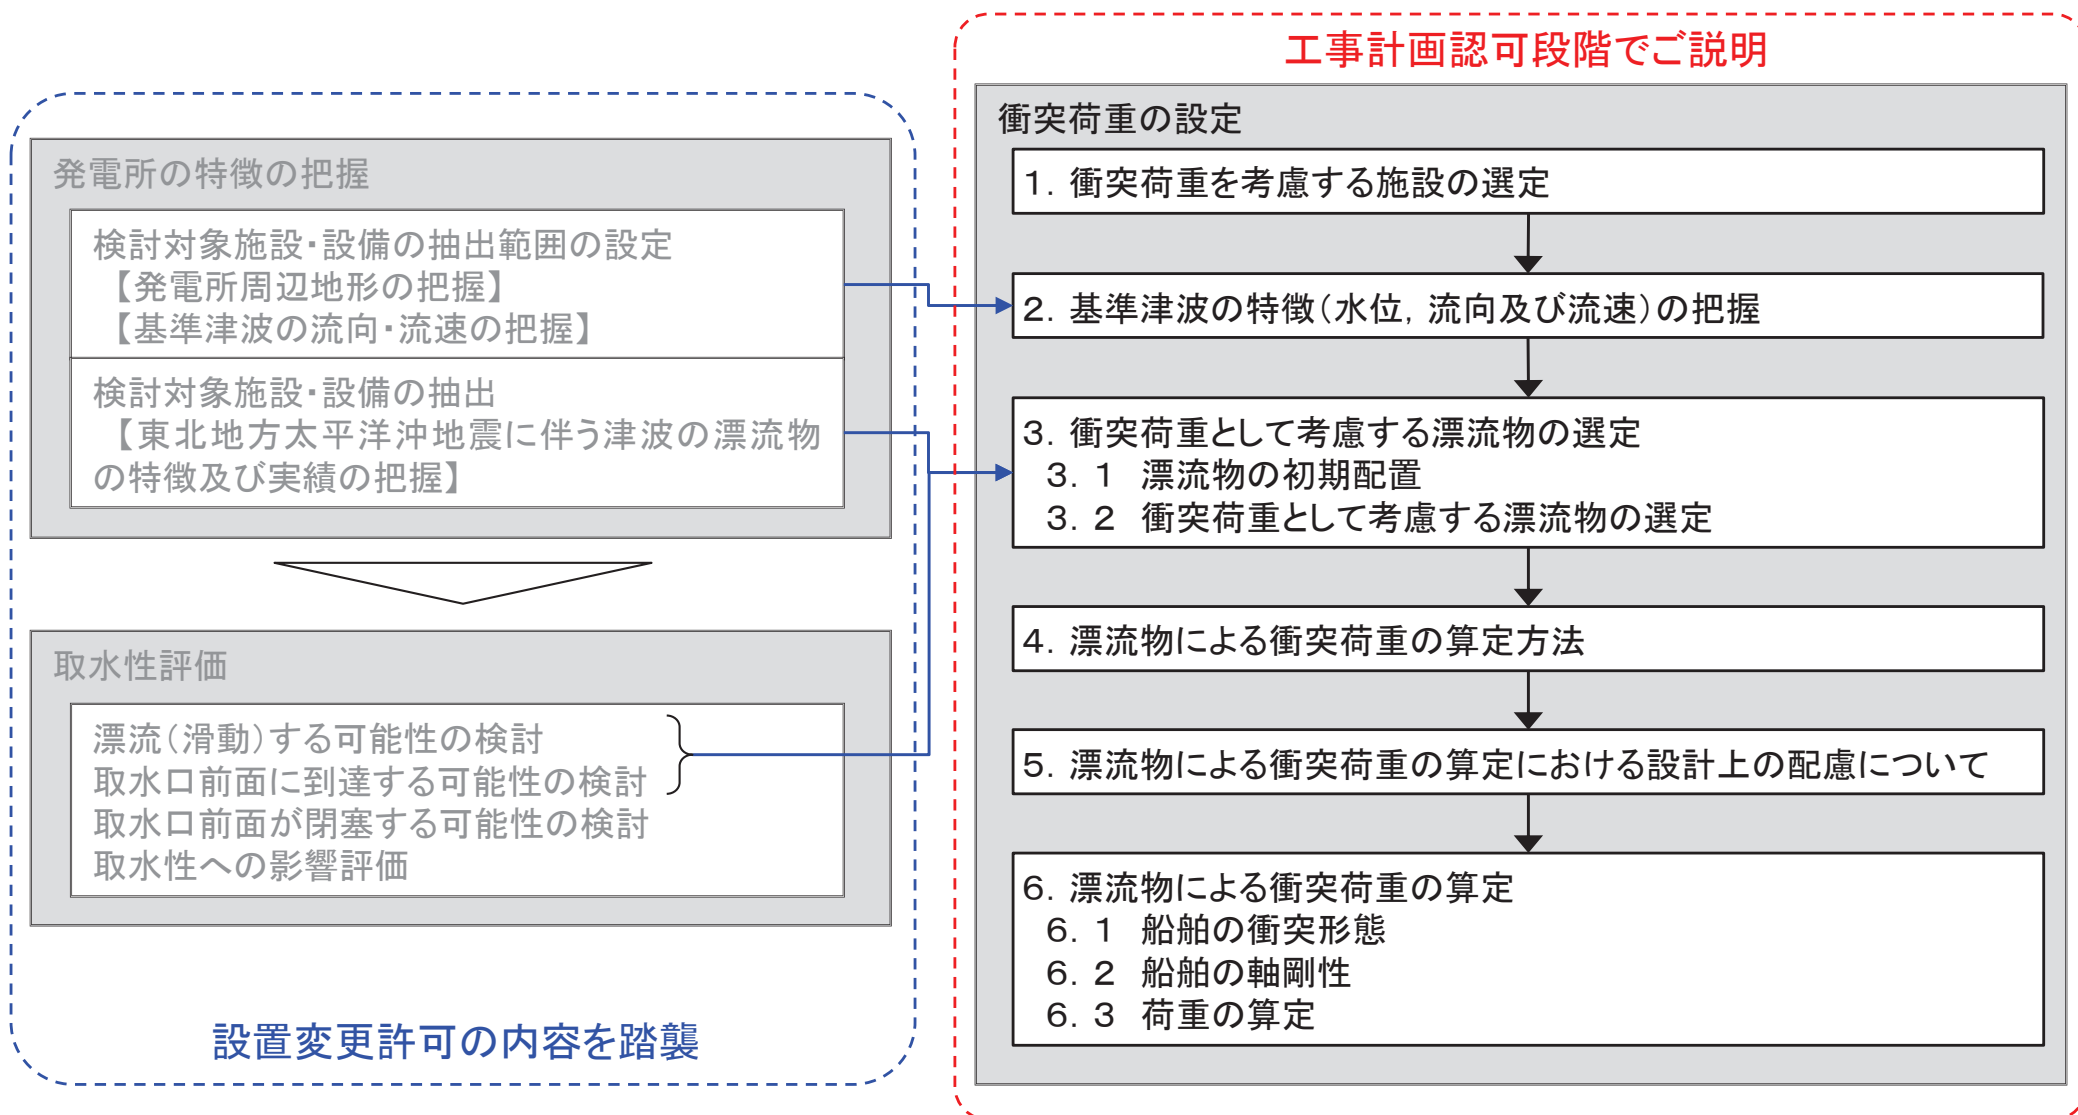 工事計画認可段階でご説明
発電所の特徴の把握
検討対象施設・設備の抽出範囲の設定
【発電所周辺地形の把握】
【基準津波の流向・流速の把握】
検討対象施設・設備の抽出
【東北地方太平洋沖地震に伴う津波の漂流物
の特徴及び実績の把握】
取水性評価
漂流(滑動)する可能性の検討
取水口前面に到達する可能性の検討
取水口前面が閉塞する可能性の検討
取水性への影響評価
設置変更許可の内容を踏襲
衝突荷重の設定
1. 衝突荷重を考慮する施設の選定
2. 基準津波の特徴(水位, 流向及び流速)の把握
3. 衝突荷重として考慮する漂流物の選定
3. 1 漂流物の初期配置
3. 2 衝突荷重として考慮する漂流物の選定
4. 漂流物による衝突荷重の算定方法
5. 漂流物による衝突荷重の算定における設計上の配慮について
6. 漂流物による衝突荷重の算定
6. 1 船舶の衝突形態
6. 2 船舶の軸剛性
6. 3 荷重の算定